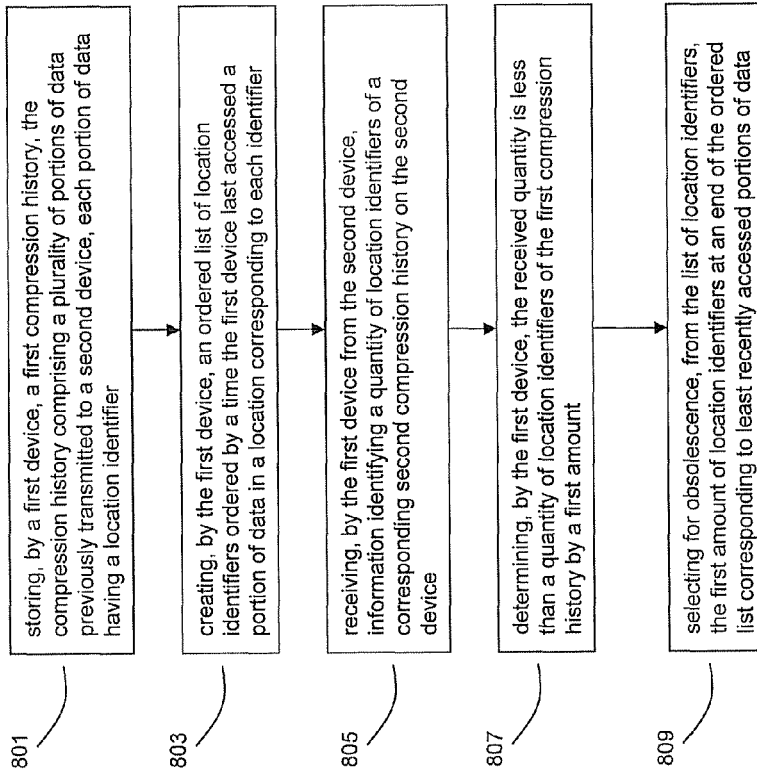 801
storing, by a first device, a first compression history, the
compression history comprising a plurality of portions of data
previously transmitted to a second device, each portion of data
having a location identifier
803
creating, by the first device, an ordered list of location
identifiers ordered by a time the first device last accessed a
portion of data in a location corresponding to each identifier
805
receiving, by the first device from the second device,
information identifying a quantity of location identifiers of a
corresponding second compression history on the second
device
807
determining, by the first device, the received quantity is less
than a quantity of location identifiers of the first compression
history by a first amount
809
selecting for obsolescence, from the list of location identifiers,
the first amount of location identifiers at an end of the ordered
list corresponding to least recently accessed portions of data